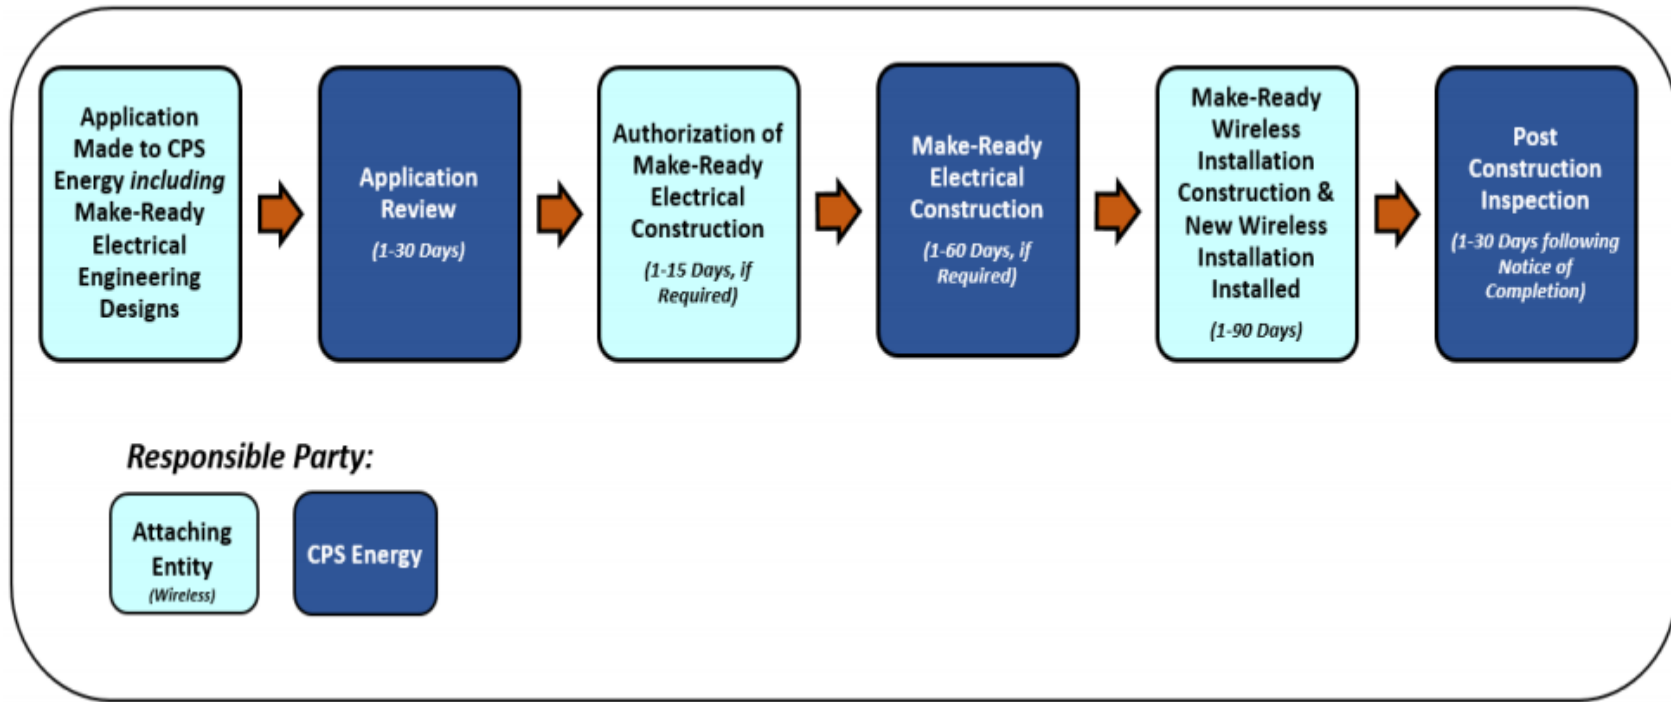 Application
Made to CPS
Energy including
Make-Ready
Electrical
Engineering
Designs
Application
Review
(1-30 Days)
Authorization of
Make-Ready
Electrical
Construction
(1-15 Days, if
Required)
Make-Ready
Electrical
Construction
(1-60 Days, if
Required)
Make-Ready
Wireless
Installation
Construction &
New Wireless
Installation
Installed
(1-90 Days)
Post
Construction
Inspection
(1-30 Days following
Notice of
Completion)
Responsible Party:
Attaching
Entity
(Wireless)
CPS Energy